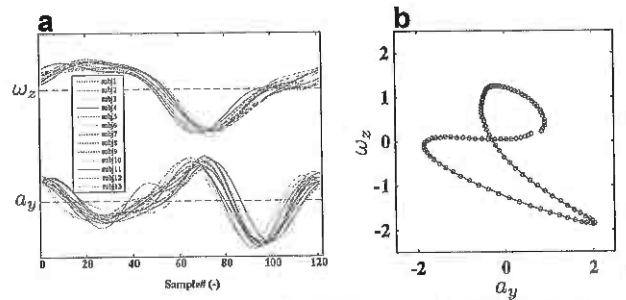 a
ω_z
a_y
subj1
subj2
subj3
subj4
subj5
subj6
subj7
subj8
subj9
subj10
subj11
subj12
subj13
0 20 40 60 80 100 120
Sample# (-)
b
2
1
0
-1
-2
ω_z
-2 0 2
a_y